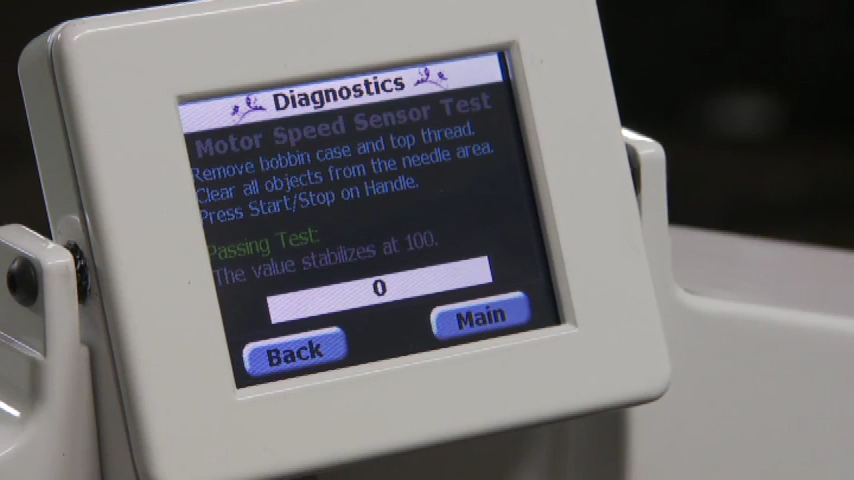 Diagnostics
Motor Speed Sensor Test
Remove bobbin case and top thread.
Clear all objects from the needle area.
Press Start/Stop on Handle.
Passing Test:
The value stabilizes at 100.
0
Back
Main